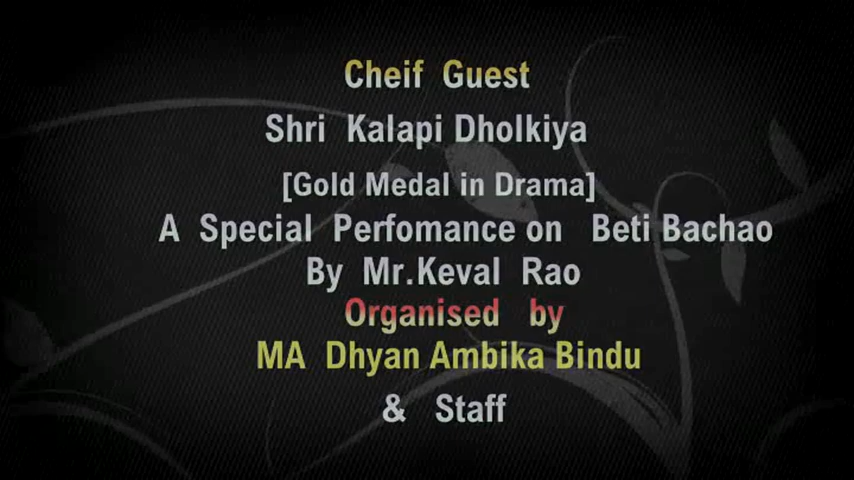 Cheif Guest
Shri Kalapi Dholkiya
[Gold Medal in Drama]
A Special Perfomance on Beti Bachao
By Mr.Keval Rao
Organised by
MA Dhyan Ambika Bindu
& Staff